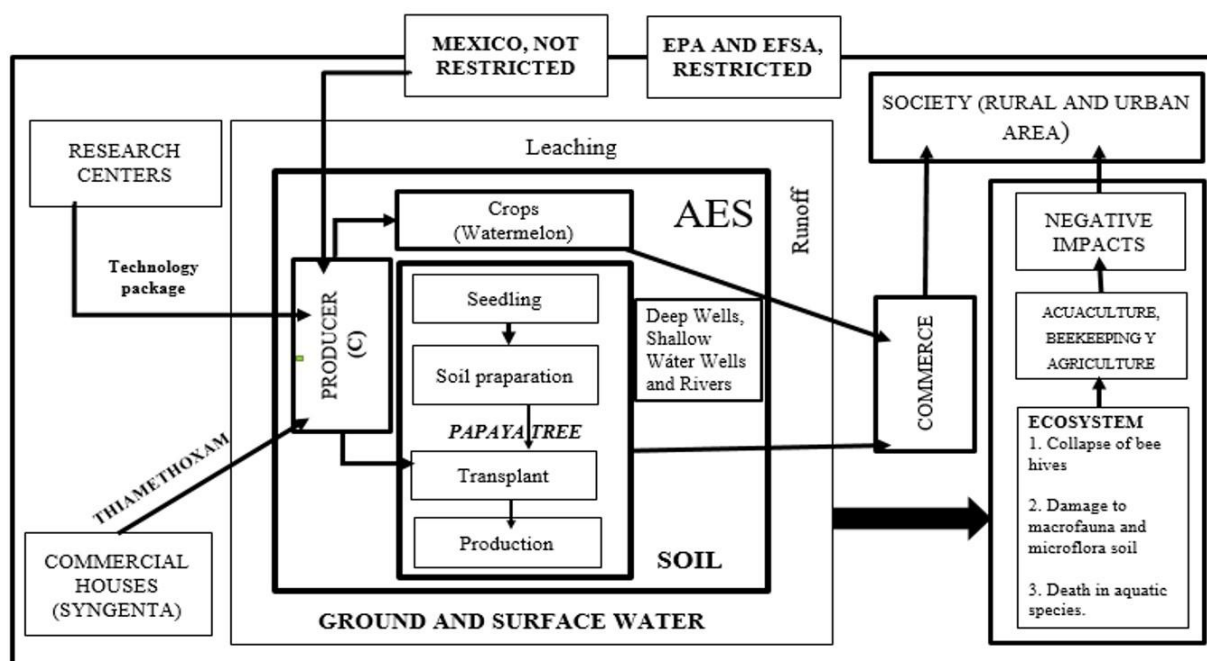 MEXICO, NOT
RESTRICTED
EPA AND EFSA,
RESTRICTED
SOCIETY (RURAL AND URBAN
AREA)
RESEARCH
CENTERS
Leaching
Runoff
AES
Crops
(Watermelon)
NEGATIVE
IMPACTS
Technology
package
PRODUCER
(C)
Seedling
Deep Wells,
Shallow
Wáter Wells
and Rivers
ACUACULTURE,
BEEKEEPING Y
AGRICULTURE
Soil praparation
COMMERCE
PAPAYA TREE
THIAMETHOXAM
Transplant
Production
SOIL
ECOSYSTEM
1. Collapse of bee
hives
2. Damage to
macrofauna and
microflora soil
3. Death in aquatic
species.
COMMERCIAL
HOUSES
(SYNGENTA)
GROUND AND SURFACE WATER